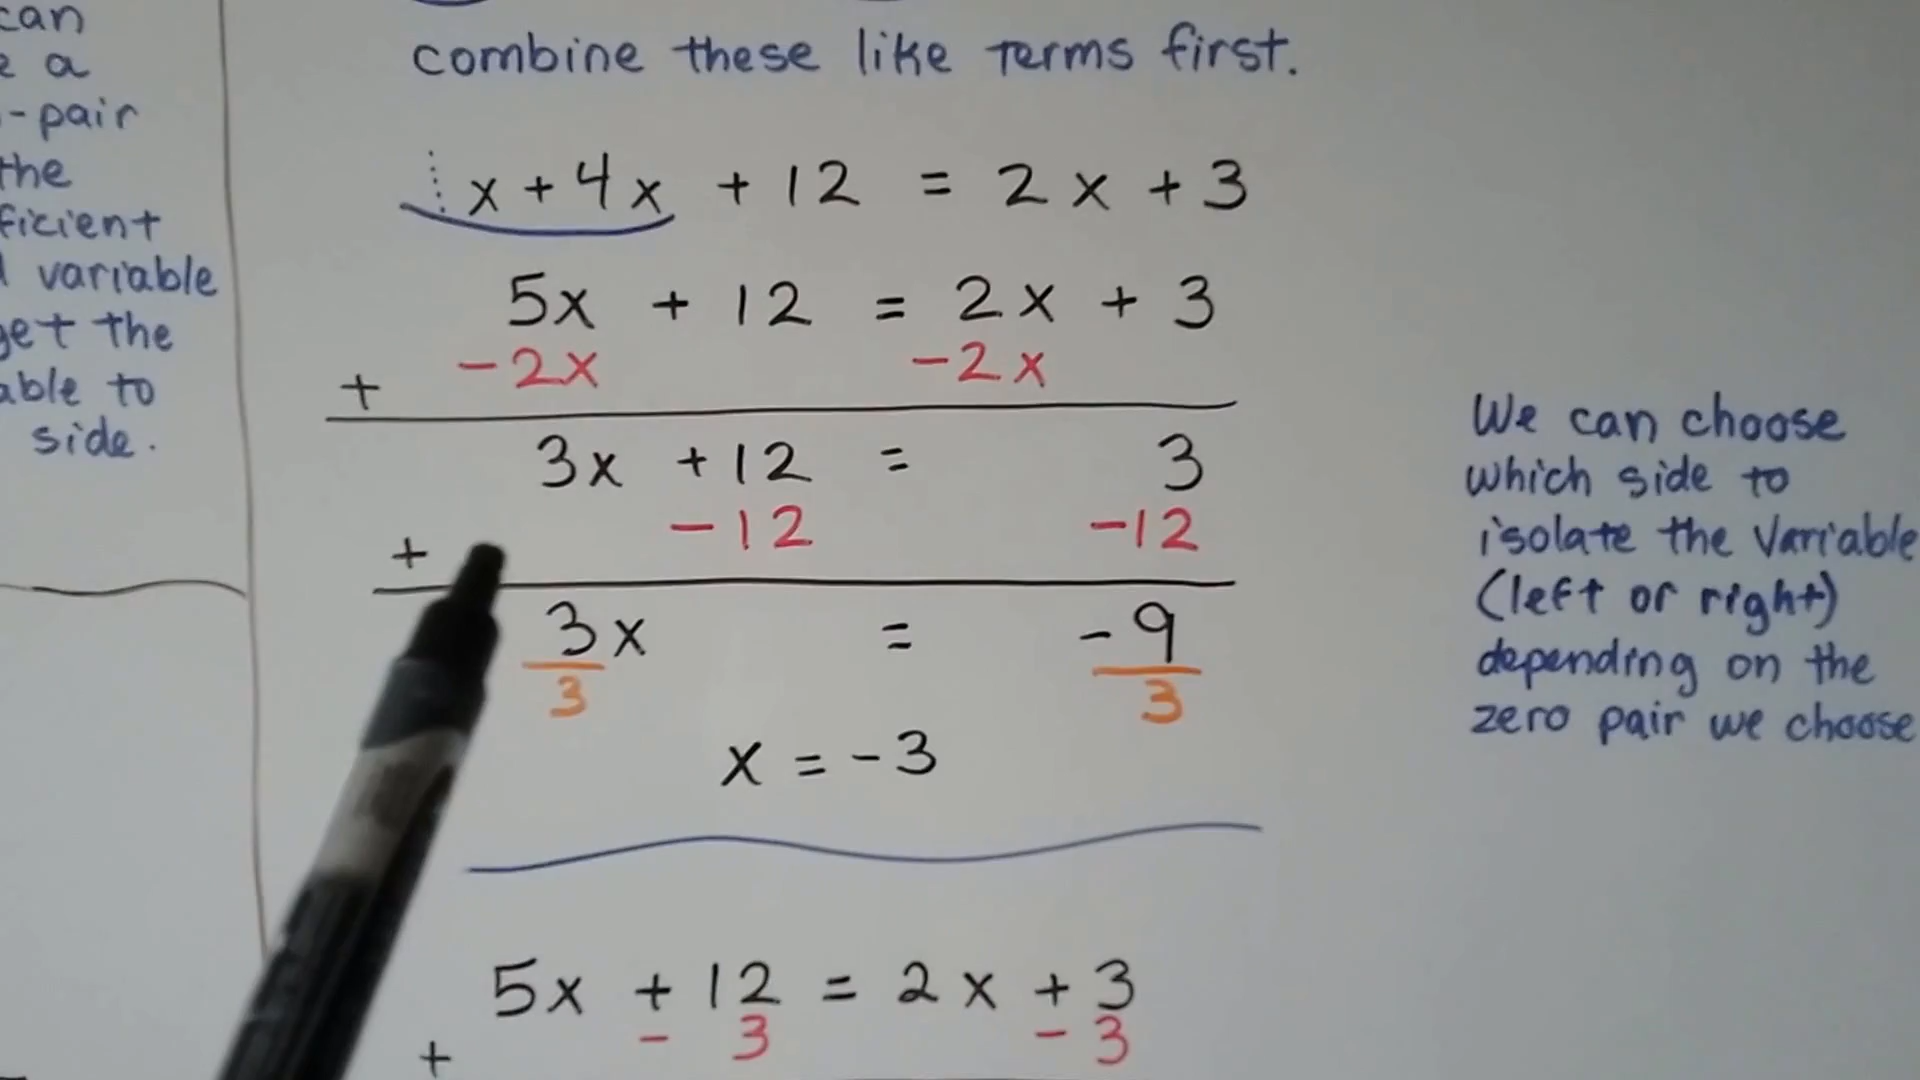 can
a
-pair
the
ficient
variable
get the
able to
side.
combine these like terms first.
x + 4x + 12 = 2x + 3
5x + 12 = 2x + 3
+ -2x -2x
3x + 12 = 3
+ -12 -12
3x = -9
3 3
x = -3
5x + 12 = 2x + 3
+ - 3 - 3
We can choose
which side to
isolate the variable
(left or right)
depending on the
zero pair we choose